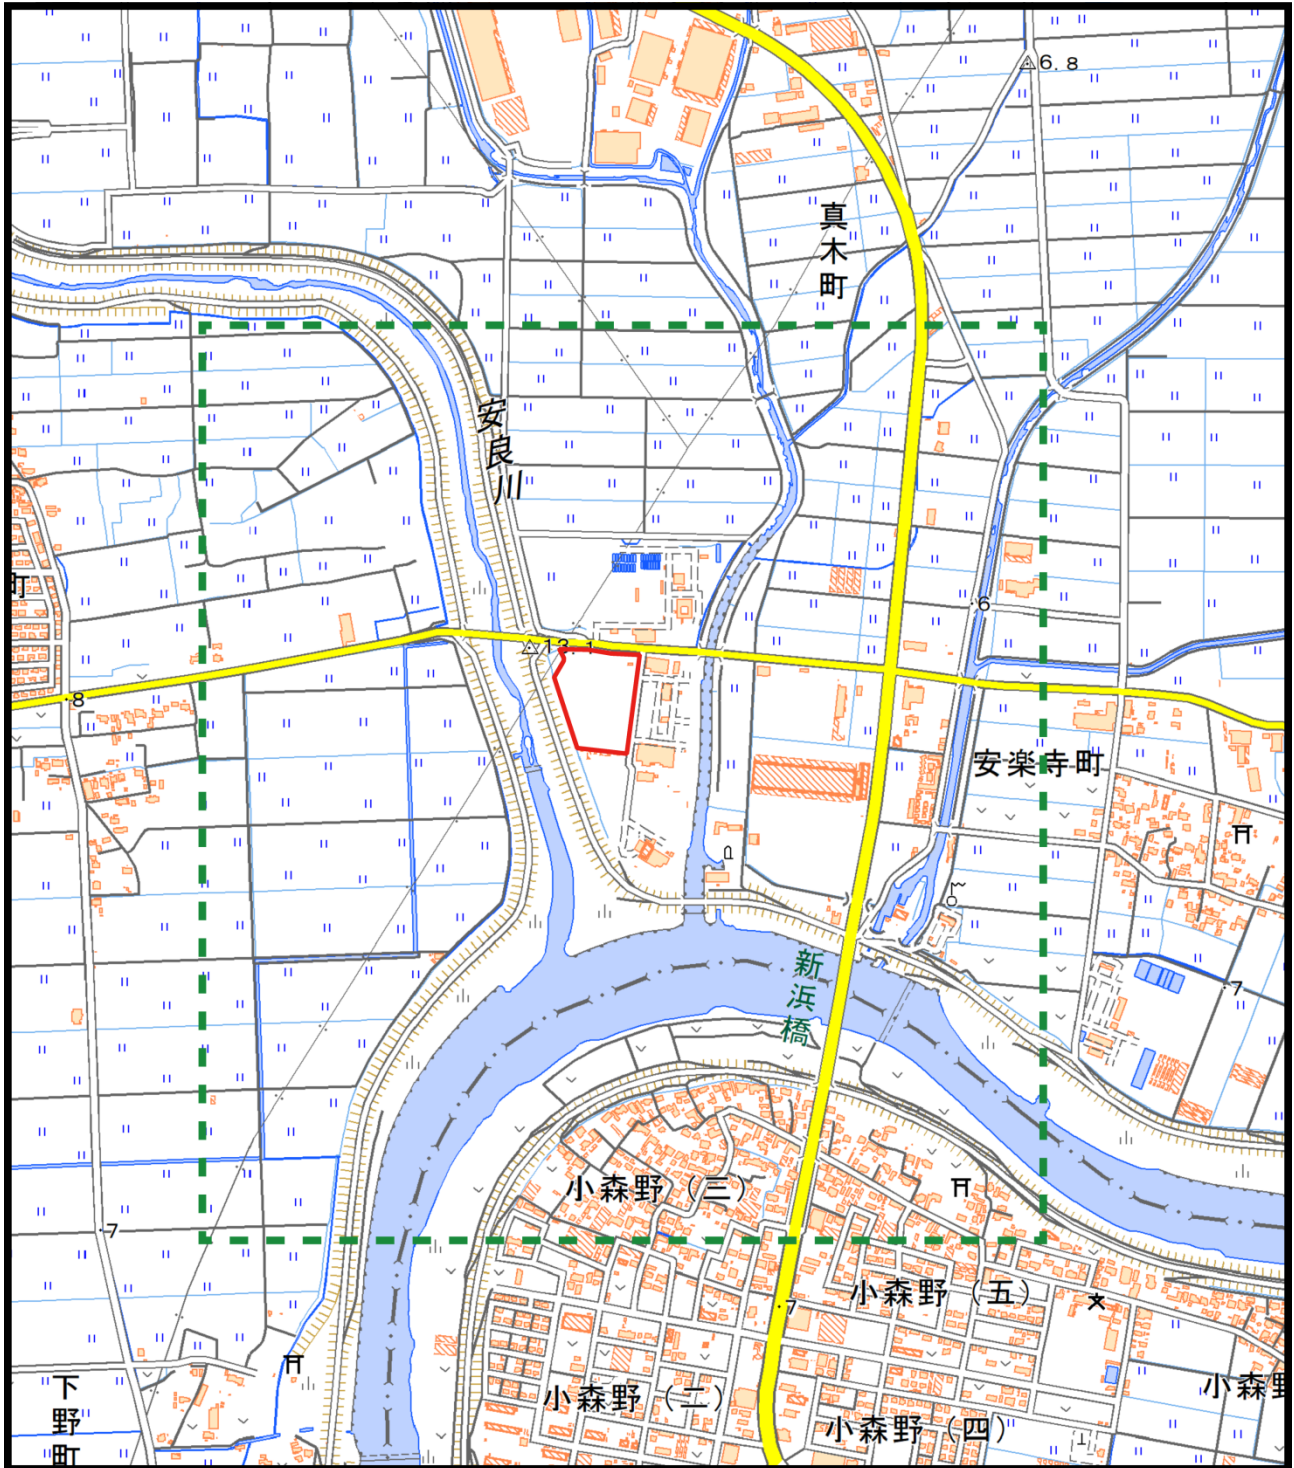 6.8
真木町
安良川
町
13.1
6
8
安楽寺町
新浜橋
7
小森野（三）
7
小森野（五）
7
下野町
小森野（二）
小森野（四）
小森野